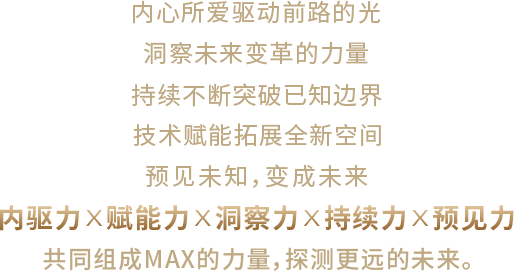 内心所爱驱动前路的光
洞察未来变革的力量
持续不断突破已知边界
技术赋能拓展全新空间
预见未知，变成未来
内驱力×赋能力×洞察力×持续力×预见力
共同组成MAX的力量，探测更远的未来。